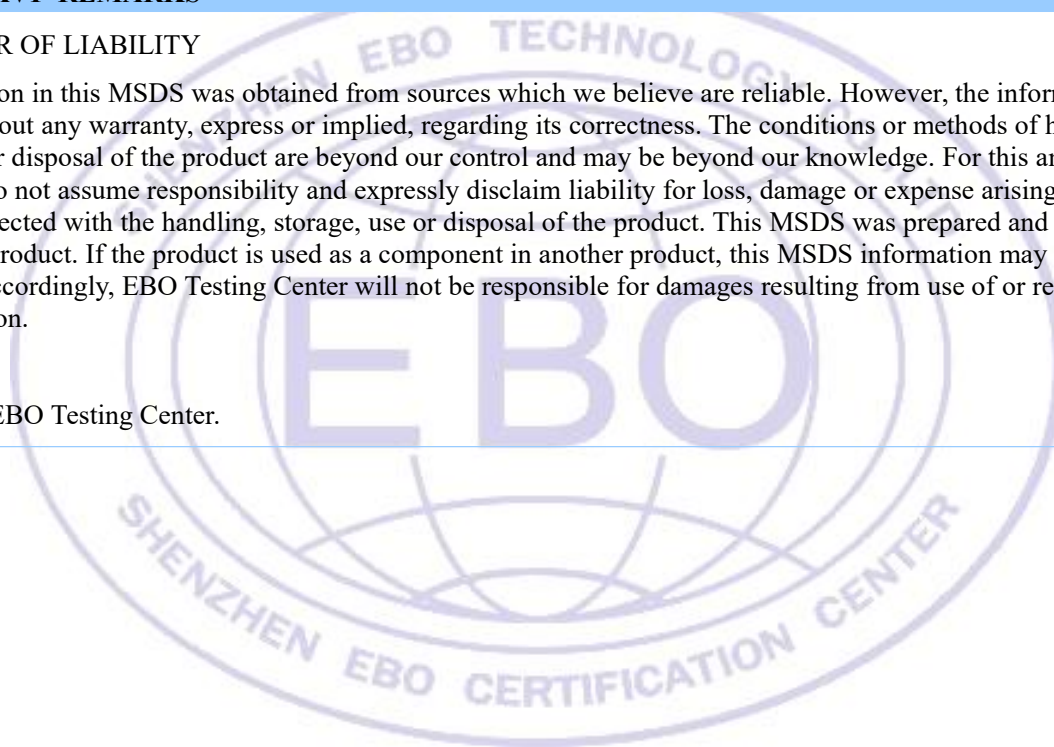 REMARKS
R OF LIABILITY
on in this MSDS was obtained from sources which we believe are reliable. However, the inform
out any warranty, express or implied, regarding its correctness. The conditions or methods of h
r disposal of the product are beyond our control and may be beyond our knowledge. For this an
o not assume responsibility and expressly disclaim liability for loss, damage or expense arising
ected with the handling, storage, use or disposal of the product. This MSDS was prepared and
roduct. If the product is used as a component in another product, this MSDS information may
ccordingly, EBO Testing Center will not be responsible for damages resulting from use of or re
on.
EBO Testing Center.
SHENZHEN EBO TECHNOLOGY
EBO
SHENZHEN EBO CERTIFICATION CENTER